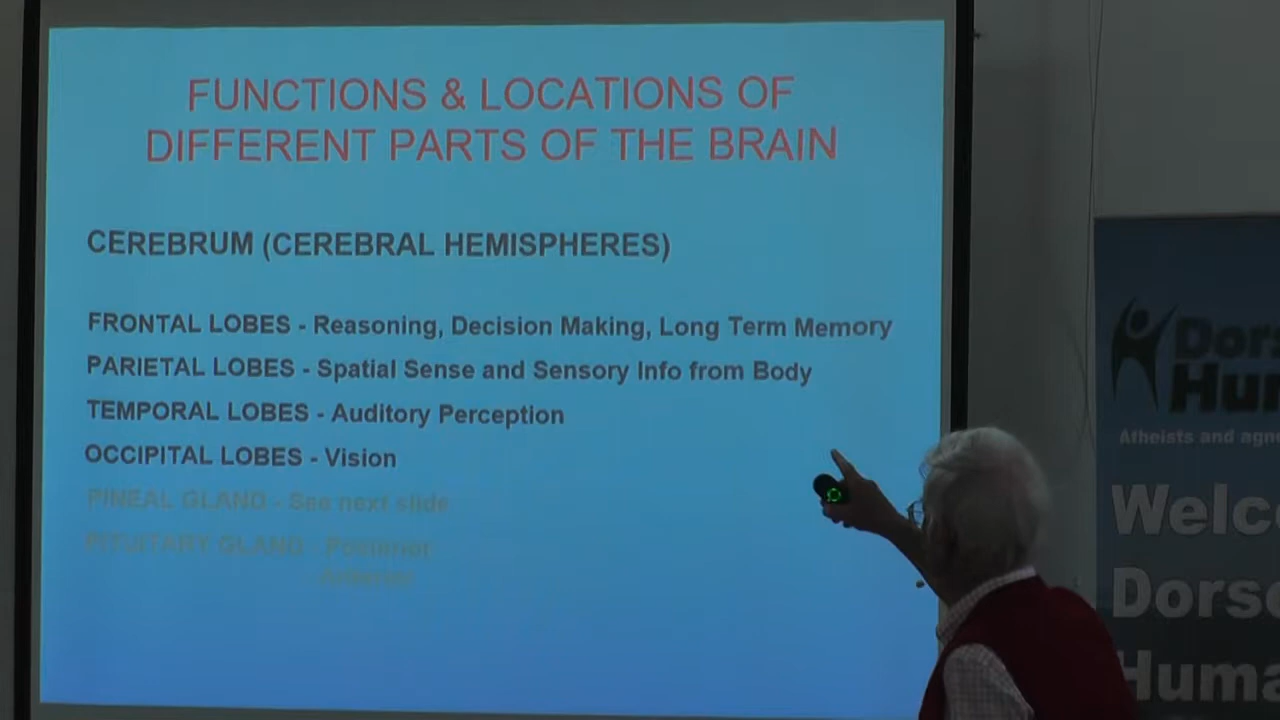 FUNCTIONS & LOCATIONS OF
DIFFERENT PARTS OF THE BRAIN
CEREBRUM (CEREBRAL HEMISPHERES)
FRONTAL LOBES - Reasoning, Decision Making, Long Term Memory
PARIETAL LOBES - Spatial Sense and Sensory Info from Body
TEMPORAL LOBES - Auditory Perception
OCCIPITAL LOBES - Vision
PINEAL GLAND - See next slide
PITUITARY GLAND - Posterior
- Anterior
Dors
Hu
Atheists and agn
Welc
Dors
Huma